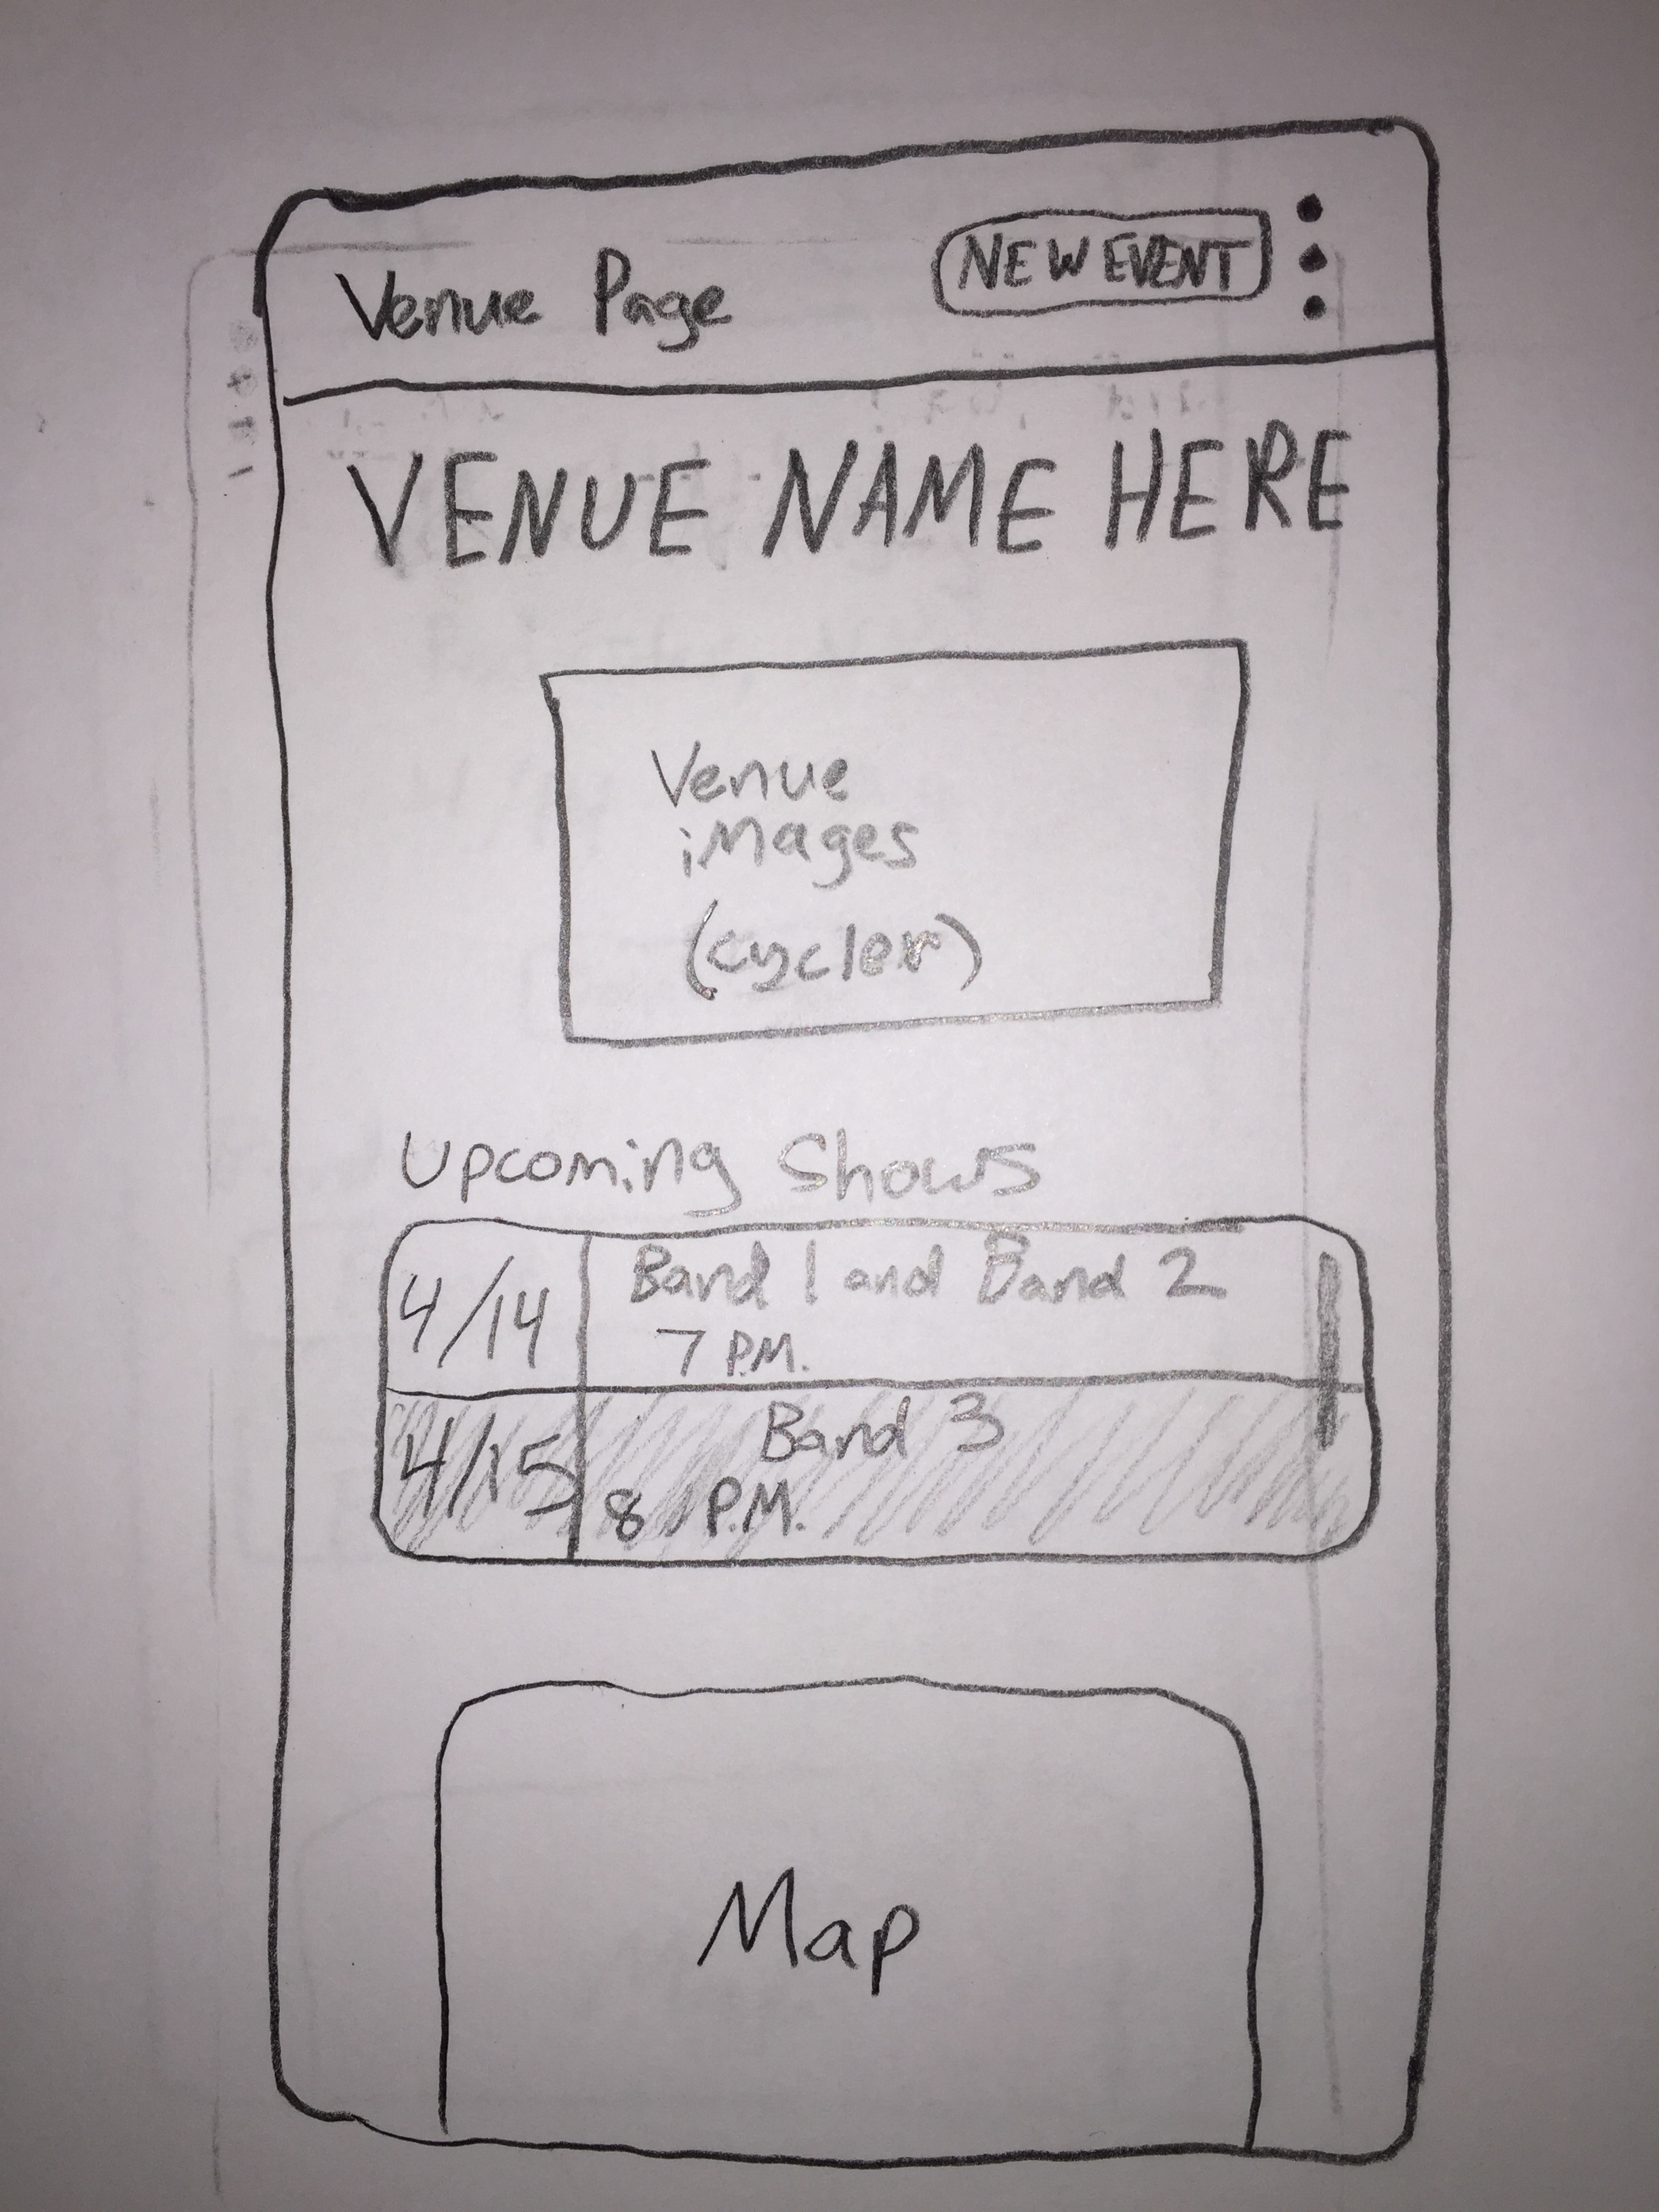 Venue Page
NEW EVENT
VENUE NAME HERE
Venue
iMages
(cycler)
Upcoming Shows
4/14
Band 1 and Band 2
7 P.M.
4/15
Band 3
8 P.M.
Map